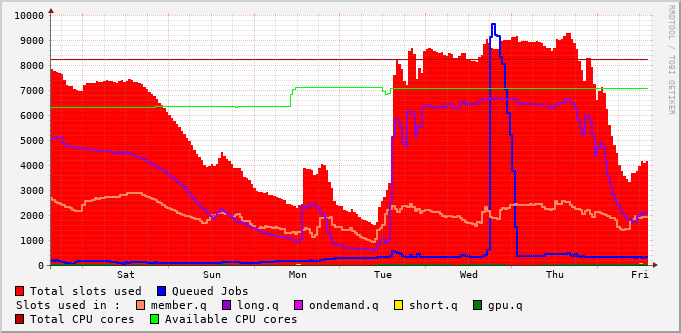 10000
9000
8000
7000
6000
5000
4000
3000
2000
1000
0
Sat Sun Mon Tue Wed Thu Fri
RRDTOOL / TOBI OETIKER
Total slots used Queued Jobs
Slots used in : member.q long.q ondemand.q short.q gpu.q
Total CPU cores Available CPU cores